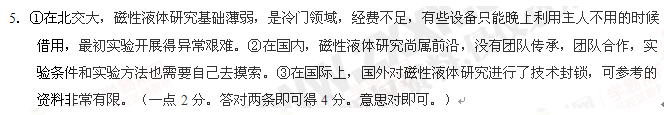 5. ①在北交大，磁性液体研究基础薄弱，是冷门领域，经费不足，有些设备只能晚上利用主人不用的时候
借用，最初实验开展得异常艰难。②在国内，磁性液体研究尚属前沿，没有团队传承，团队合作，实
验条件和实验方法也需要自己去摸索。③在国际上，国外对磁性液体研究进行了技术封锁，可参考的
资料非常有限。（一点 2 分。答对两条即可得 4 分。意思对即可。）